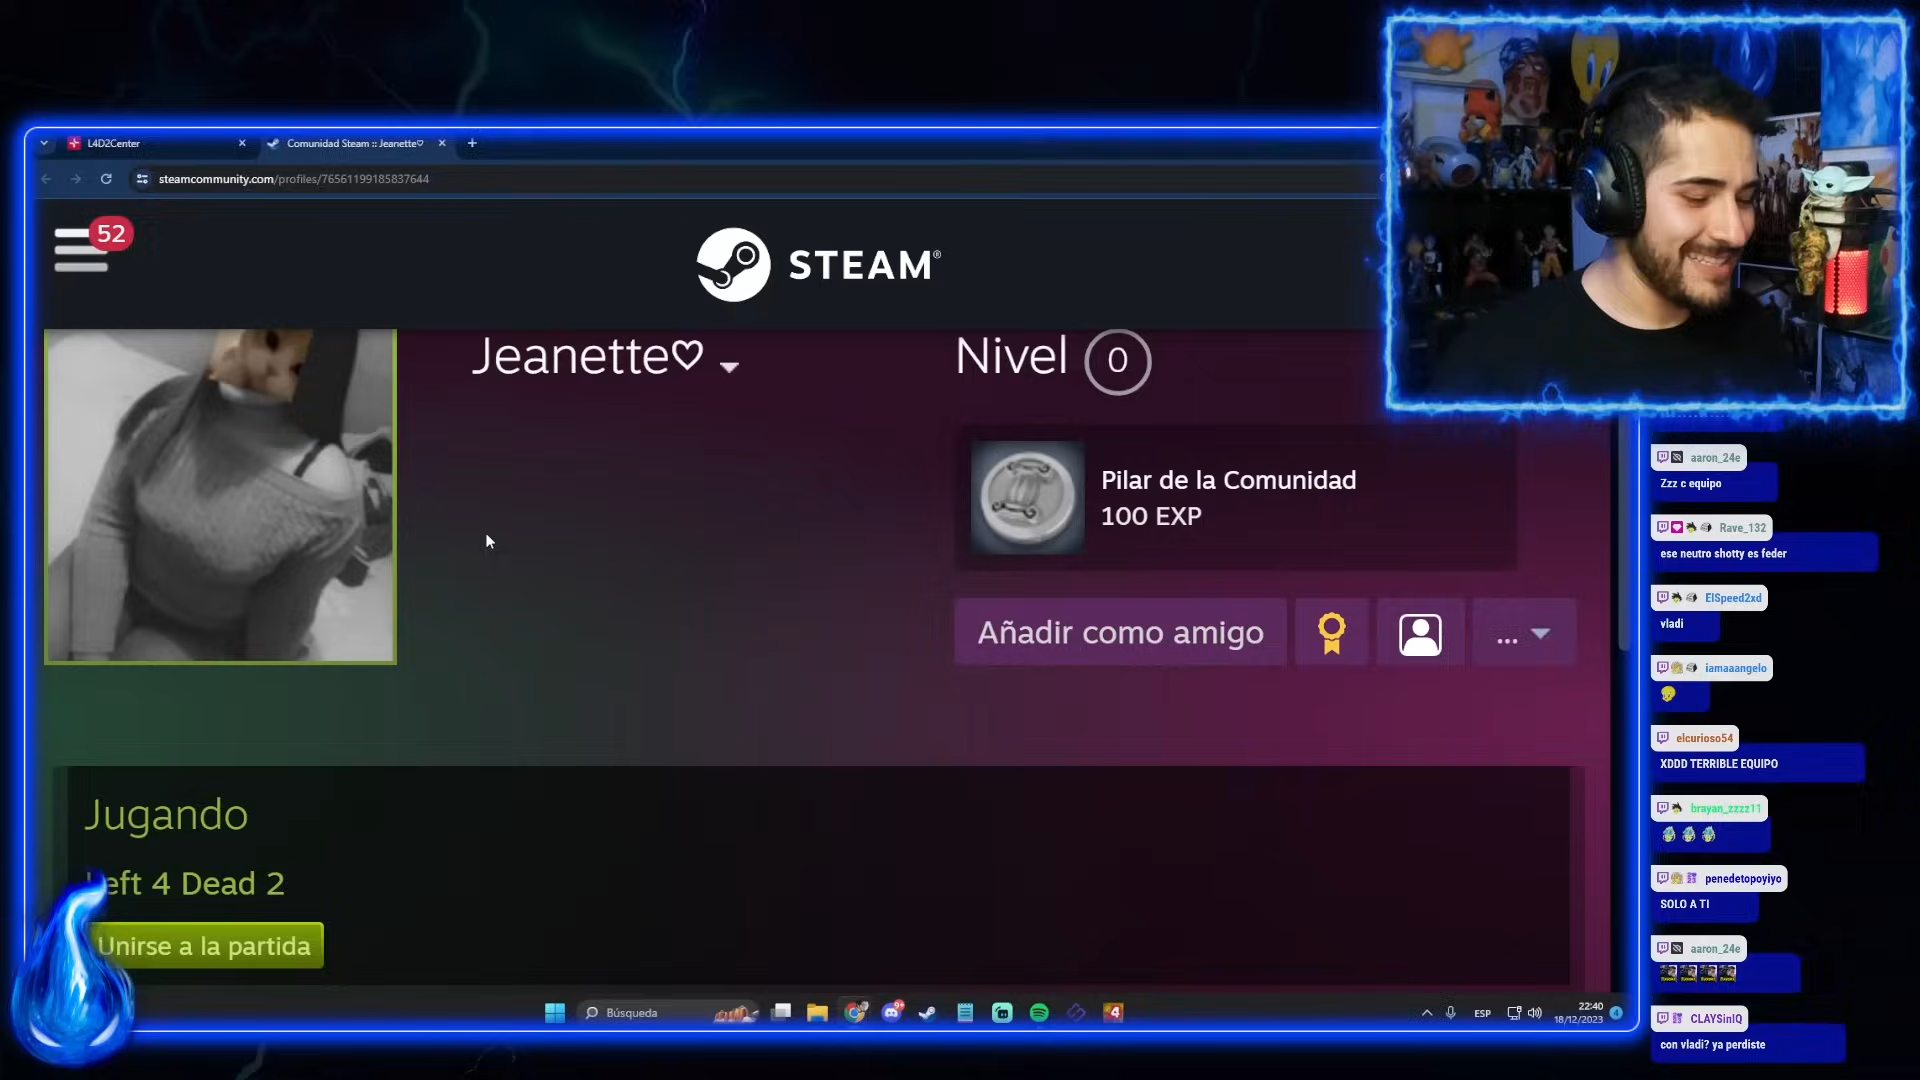 L4D2Center
Comunidad Steam :: Jeanette♡
steamcommunity.com/profiles/76561199185837644
52
STEAM®
Jeanette♡
Nivel 0
Pilar de la Comunidad
100 EXP
Añadir como amigo
...
Jugando
Left 4 Dead 2
Unirse a la partida
aaron_24e
Zzz c equipo
Rave_132
ese neutro shotty es feder
ElSpeed2xd
vladi
iamaaangelo
elcurioso54
XDDD TERRIBLE EQUIPO
brayan_zzzz11
penedetopoyiyo
SOLO A TI
aaron_24e
CLAYSinIQ
con vladi? ya perdiste
Búsqueda
9+
4
ESP
22:40
18/12/2023
4